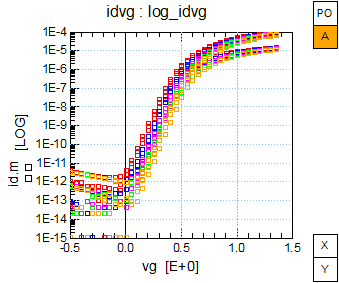 idvg : log_idvg
PO
A
1E-4
1E-5
1E-6
1E-7
1E-8
1E-9
1E-10
1E-11
1E-12
1E-13
1E-14
1E-15
id.m [LOG]
-0.5
0.0
0.5
1.0
1.5
vg [E+0]
X
Y